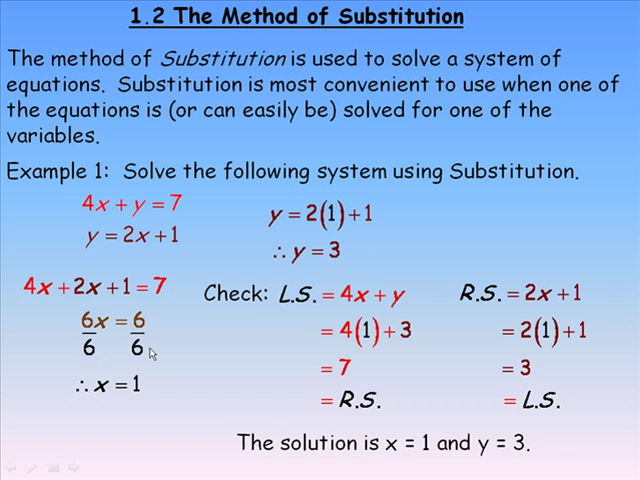 1.2 The Method of Substitution
The method of Substitution is used to solve a system of
equations. Substitution is most convenient to use when one of
the equations is (or can easily be) solved for one of the
variables.
Example 1: Solve the following system using Substitution.
4x + y = 7
y = 2x + 1
y = 2(1) + 1
∴ y = 3
4x + 2x + 1 = 7
6x = 6
6 6
∴ x = 1
Check: L.S. = 4x + y
= 4(1) + 3
= 7
= R.S.
R.S. = 2x + 1
= 2(1) + 1
= 3
= L.S.
The solution is x = 1 and y = 3.